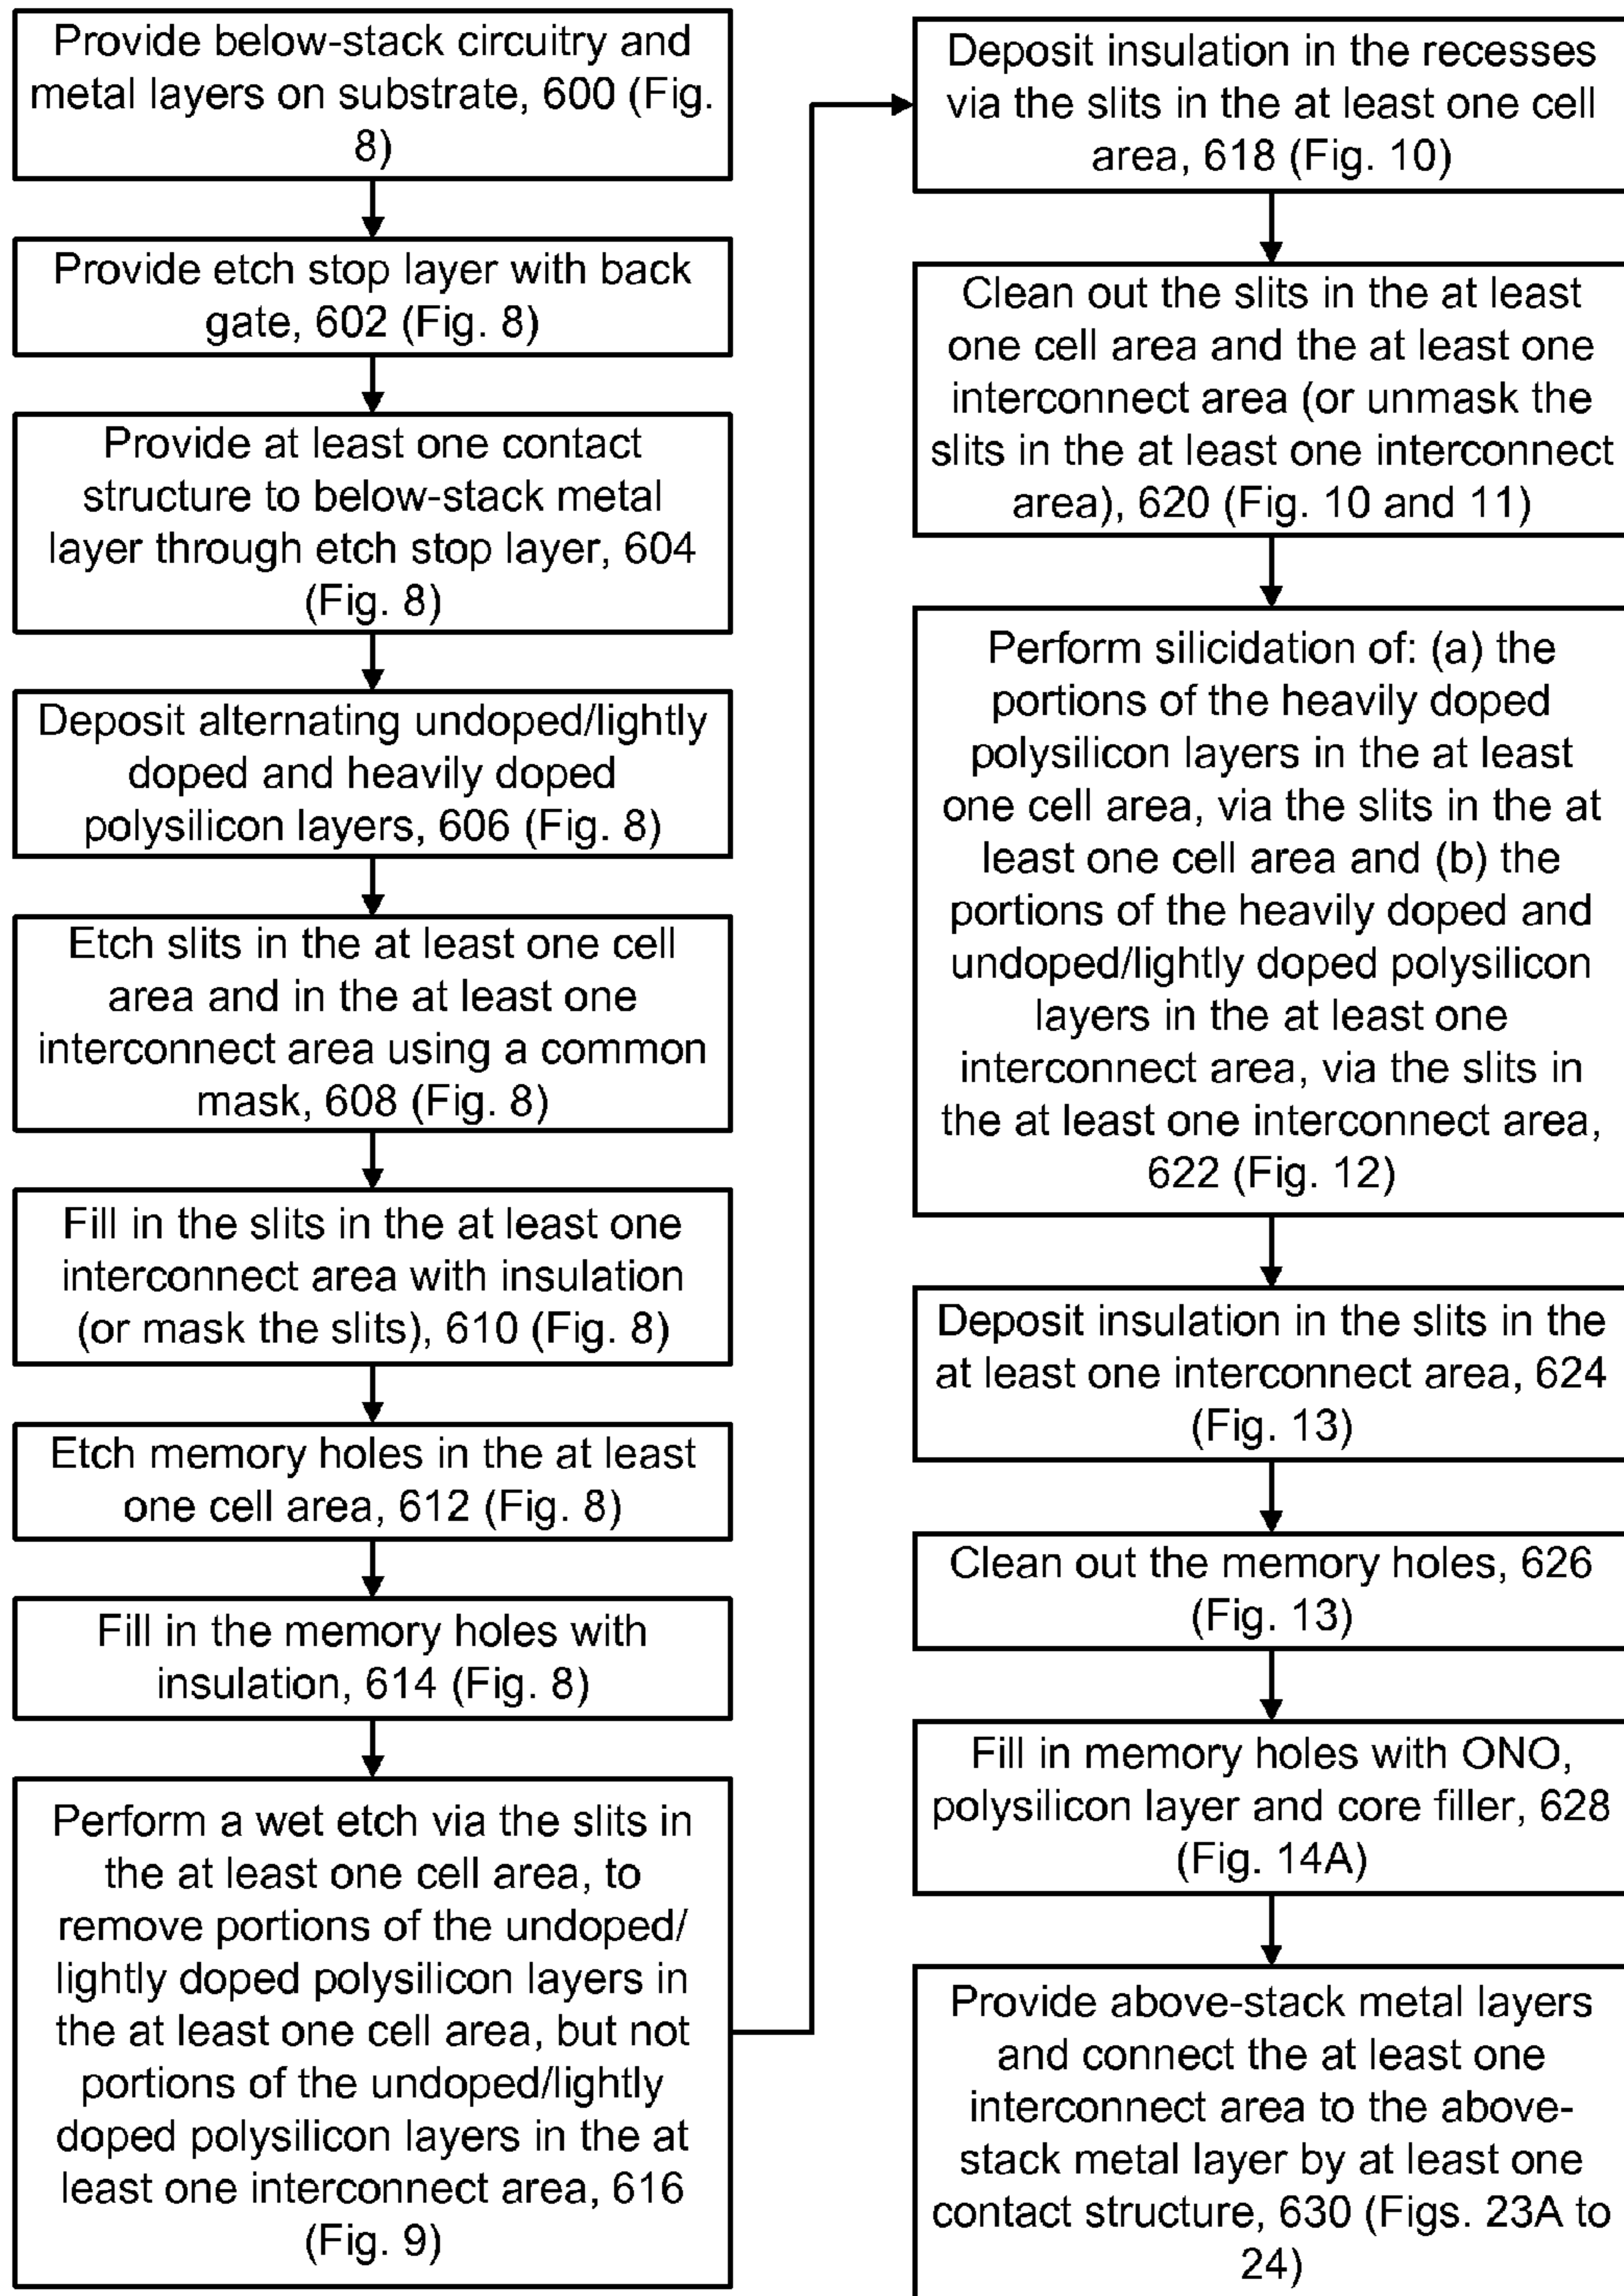 Provide below-stack circuitry and
metal layers on substrate, 600 (Fig.
8)
Provide etch stop layer with back
gate, 602 (Fig. 8)
Provide at least one contact
structure to below-stack metal
layer through etch stop layer, 604
(Fig. 8)
Deposit alternating undoped/lightly
doped and heavily doped
polysilicon layers, 606 (Fig. 8)
Etch slits in the at least one cell
area and in the at least one
interconnect area using a common
mask, 608 (Fig. 8)
Fill in the slits in the at least one
interconnect area with insulation
(or mask the slits), 610 (Fig. 8)
Etch memory holes in the at least
one cell area, 612 (Fig. 8)
Fill in the memory holes with
insulation, 614 (Fig. 8)
Perform a wet etch via the slits in
the at least one cell area, to
remove portions of the undoped/
lightly doped polysilicon layers in
the at least one cell area, but not
portions of the undoped/lightly
doped polysilicon layers in the at
least one interconnect area, 616
(Fig. 9)
Deposit insulation in the recesses
via the slits in the at least one cell
area, 618 (Fig. 10)
Clean out the slits in the at least
one cell area and the at least one
interconnect area (or unmask the
slits in the at least one interconnect
area), 620 (Fig. 10 and 11)
Perform silicidation of: (a) the
portions of the heavily doped
polysilicon layers in the at least
one cell area, via the slits in the at
least one cell area and (b) the
portions of the heavily doped and
undoped/lightly doped polysilicon
layers in the at least one
interconnect area, via the slits in
the at least one interconnect area,
622 (Fig. 12)
Deposit insulation in the slits in the
at least one interconnect area, 624
(Fig. 13)
Clean out the memory holes, 626
(Fig. 13)
Fill in memory holes with ONO,
polysilicon layer and core filler, 628
(Fig. 14A)
Provide above-stack metal layers
and connect the at least one
interconnect area to the above-
stack metal layer by at least one
contact structure, 630 (Figs. 23A to
24)